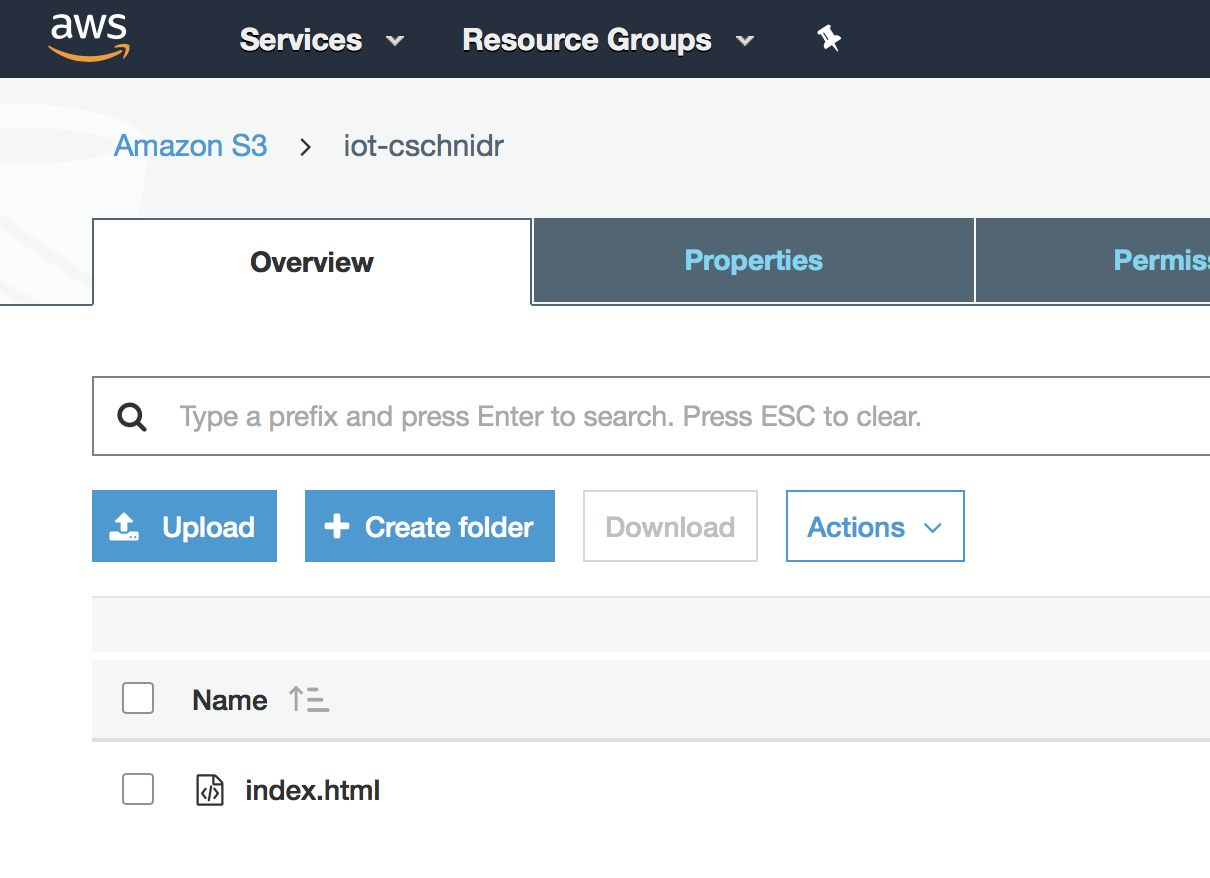 aws Services Resource Groups
Amazon S3 > iot-cschnidr
Overview Properties Permiss
Type a prefix and press Enter to search. Press ESC to clear.
Upload Create folder Download Actions
Name
index.html